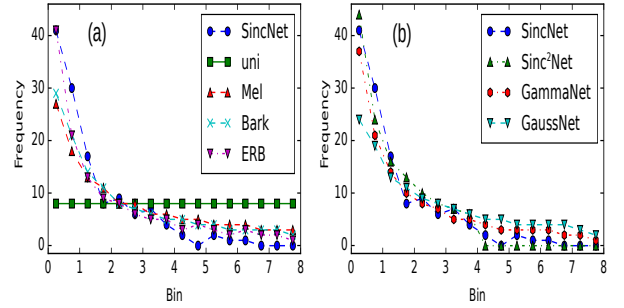 (a)
SincNet
uni
Mel
Bark
ERB
Frequency
40
30
20
10
0
0 1 2 3 4 5 6 7 8
Bin
(b)
SincNet
Sinc²Net
GammaNet
GaussNet
Frequency
40
30
20
10
0
0 1 2 3 4 5 6 7 8
Bin